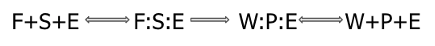 F+S+E ⟺ F:S:E ⟹ W:P:E ⟺ W+P+E